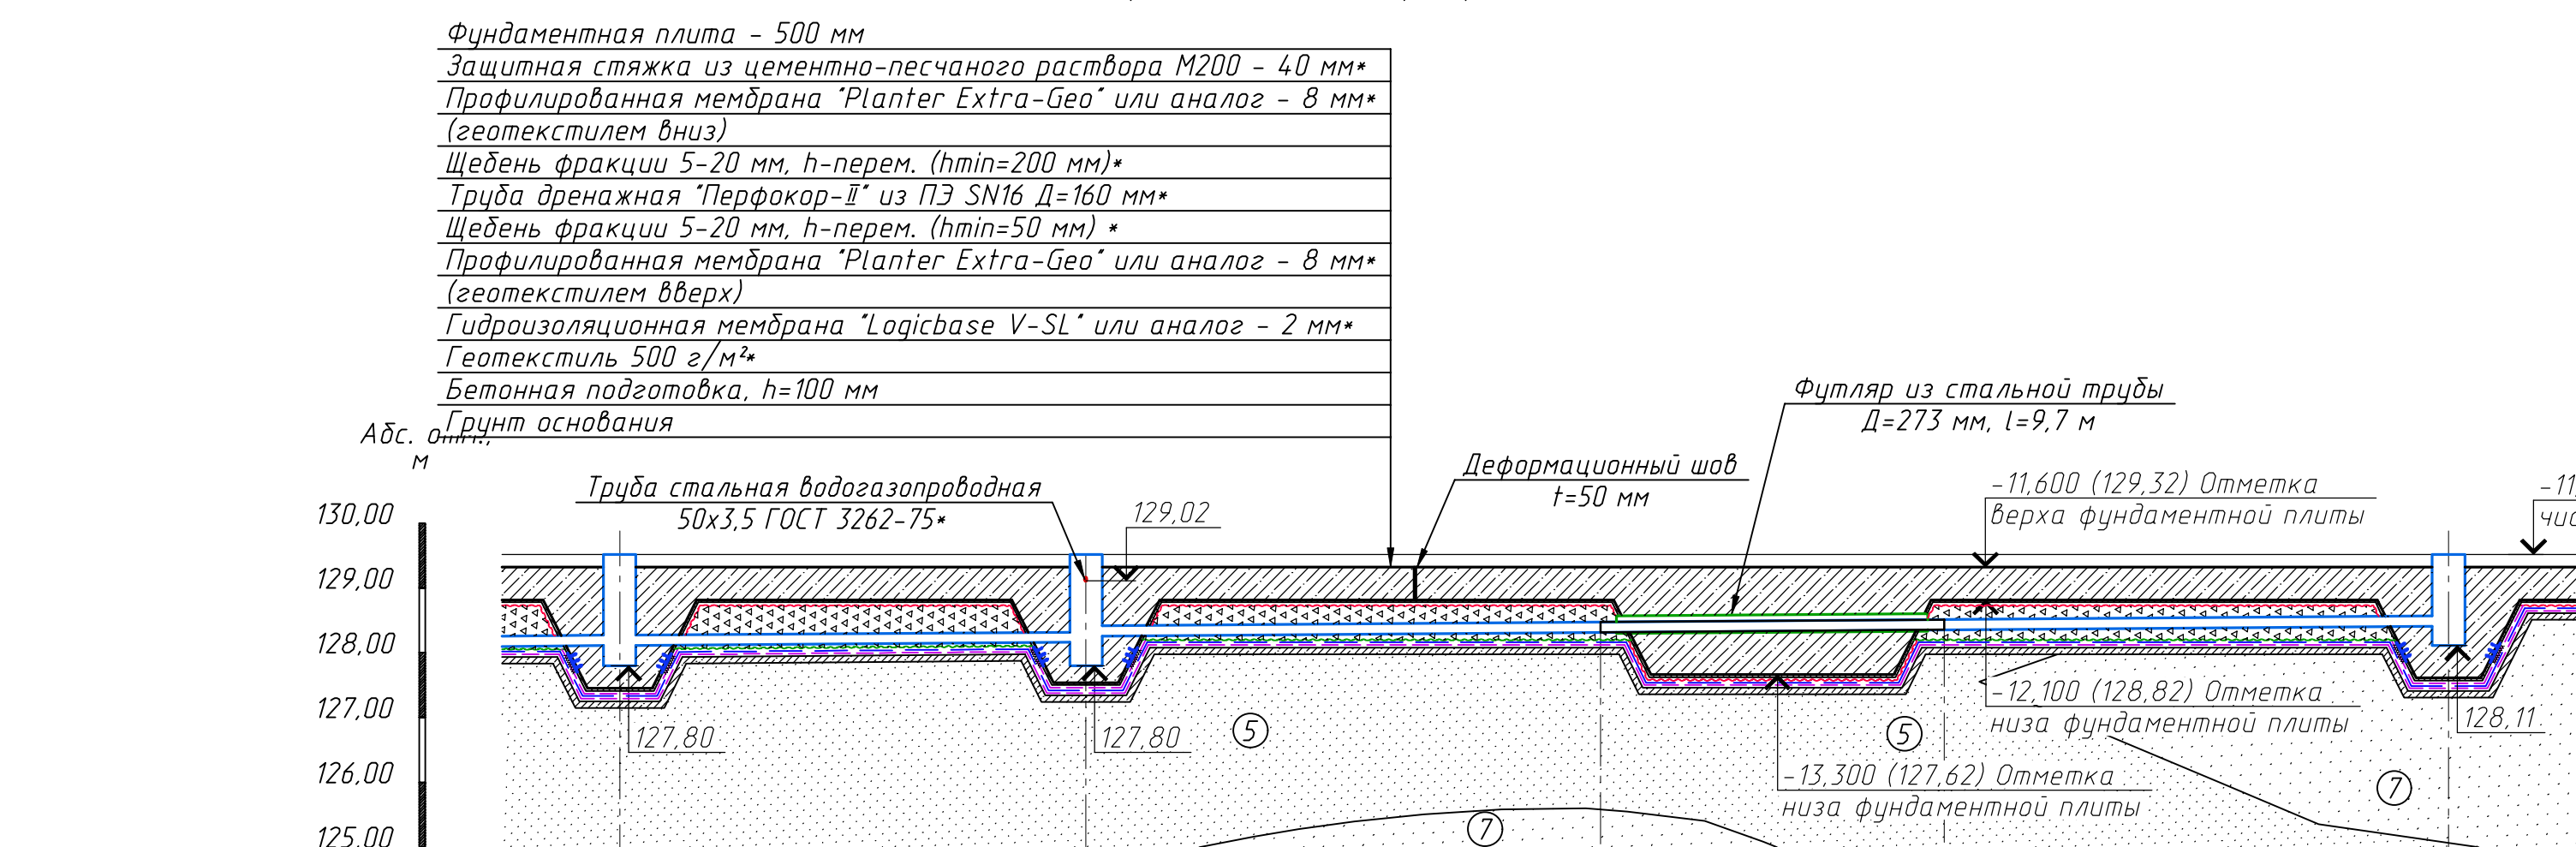 Фундаментная плита - 500 мм
Защитная стяжка из цементно-песчаного раствора М200 - 40 мм*
Профилированная мембрана "Planter Extra-Geo" или аналог - 8 мм*
(геотекстилем вниз)
Щебень фракции 5-20 мм, h-перем. (hmin=200 мм)*
Труба дренажная "Перфокор-II" из ПЭ SN16 Д=160 мм*
Щебень фракции 5-20 мм, h-перем. (hmin=50 мм) *
Профилированная мембрана "Planter Extra-Geo" или аналог - 8 мм*
(геотекстилем вверх)
Гидроизоляционная мембрана "Logicbase V-SL" или аналог - 2 мм*
Геотекстиль 500 г/м²*
Бетонная подготовка, h=100 мм
Грунт основания
Абс.
м
Футляр из стальной трубы
Д=273 мм, l=9,7 м
Деформационный шов
t=50 мм
Труба стальная водогазопроводная
50х3,5 ГОСТ 3262-75*
129,02
-11,600 (129,32) Отметка
верха фундаментной плиты
-11
чис
130,00
129,00
128,00
127,00
126,00
125,00
127,80
127,80
5
5
-12,100 (128,82) Отметка
низа фундаментной плиты
128,11
-13,300 (127,62) Отметка
низа фундаментной плиты
7
7